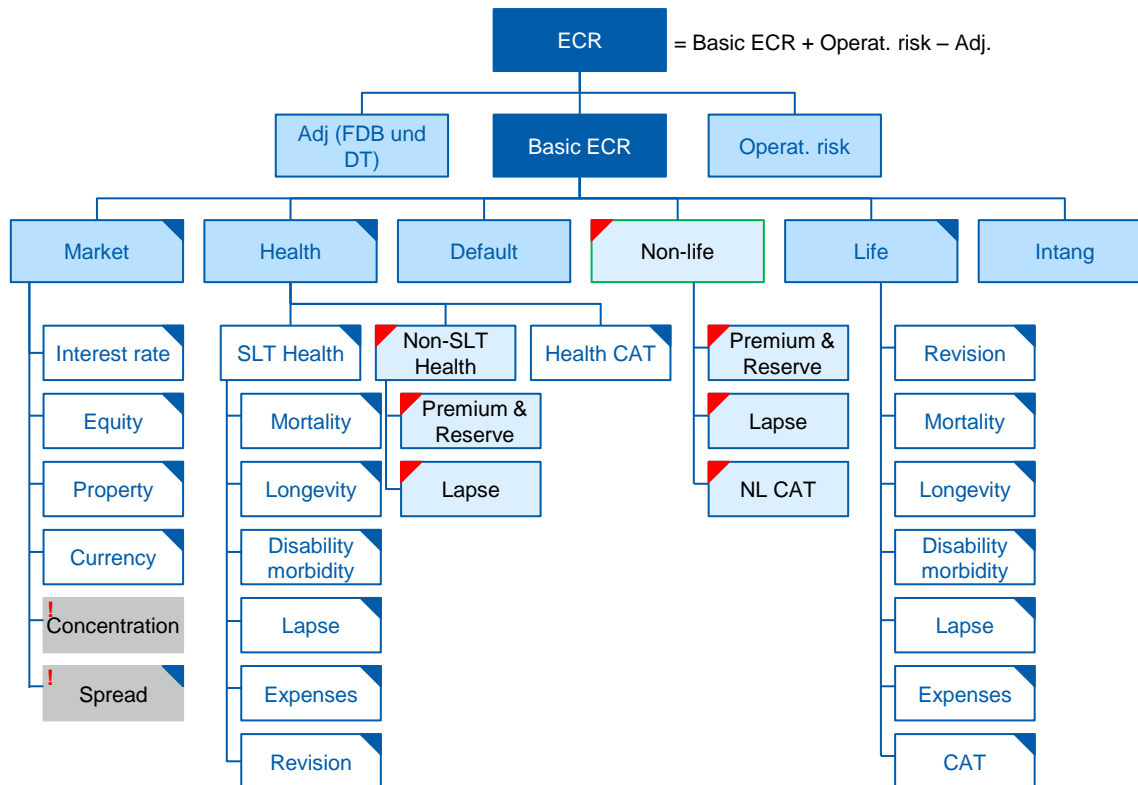 ECR
= Basic ECR + Operat. risk – Adj.
Adj (FDB und
DT)
Basic ECR
Operat. risk
Market
Health
Default
Non-life
Life
Intang
Interest rate
Equity
Property
Currency
!
Concentration
!
Spread
SLT Health
Mortality
Longevity
Disability
morbidity
Lapse
Expenses
Revision
Non-SLT
Health
Premium &
Reserve
Lapse
Health CAT
Premium &
Reserve
Lapse
NL CAT
Revision
Mortality
Longevity
Disability
morbidity
Lapse
Expenses
CAT